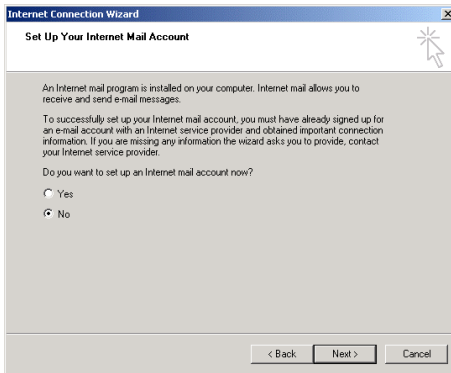 Internet Connection Wizard
Set Up Your Internet Mail Account
An Internet mail program is installed on your computer. Internet mail allows you to
receive and send e-mail messages.
To successfully set up your Internet mail account, you must have already signed up for
an e-mail account with an Internet service provider and obtained important connection
information. If you are missing any information the wizard asks you to provide, contact
your Internet service provider.
Do you want to set up an Internet mail account now?
Yes
No
< Back Next > Cancel